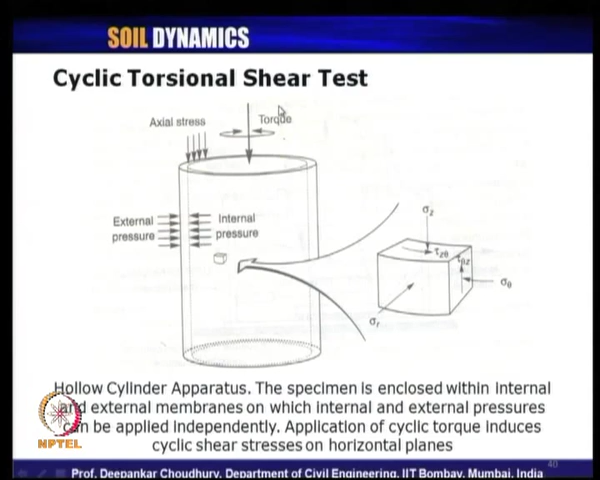 SOIL DYNAMICS
Cyclic Torsional Shear Test
Axial stress
Torque
External pressure
Internal pressure
σz
τzθ
τθz
σθ
σr
Hollow Cylinder Apparatus. The specimen is enclosed within internal
and external membranes on which internal and external pressures
can be applied independently. Application of cyclic torque induces
cyclic shear stresses on horizontal planes
NPTEL
40
Prof. Deepankar Choudhury, Department of Civil Engineering, IIT Bombay, Mumbai, India